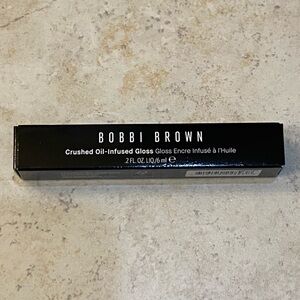 BOBBI BROWN
Crushed Oil-Infused Gloss Gloss Encre Infusé à l'Huile
.2 FL.OZ.LIQ/6 ml ℮